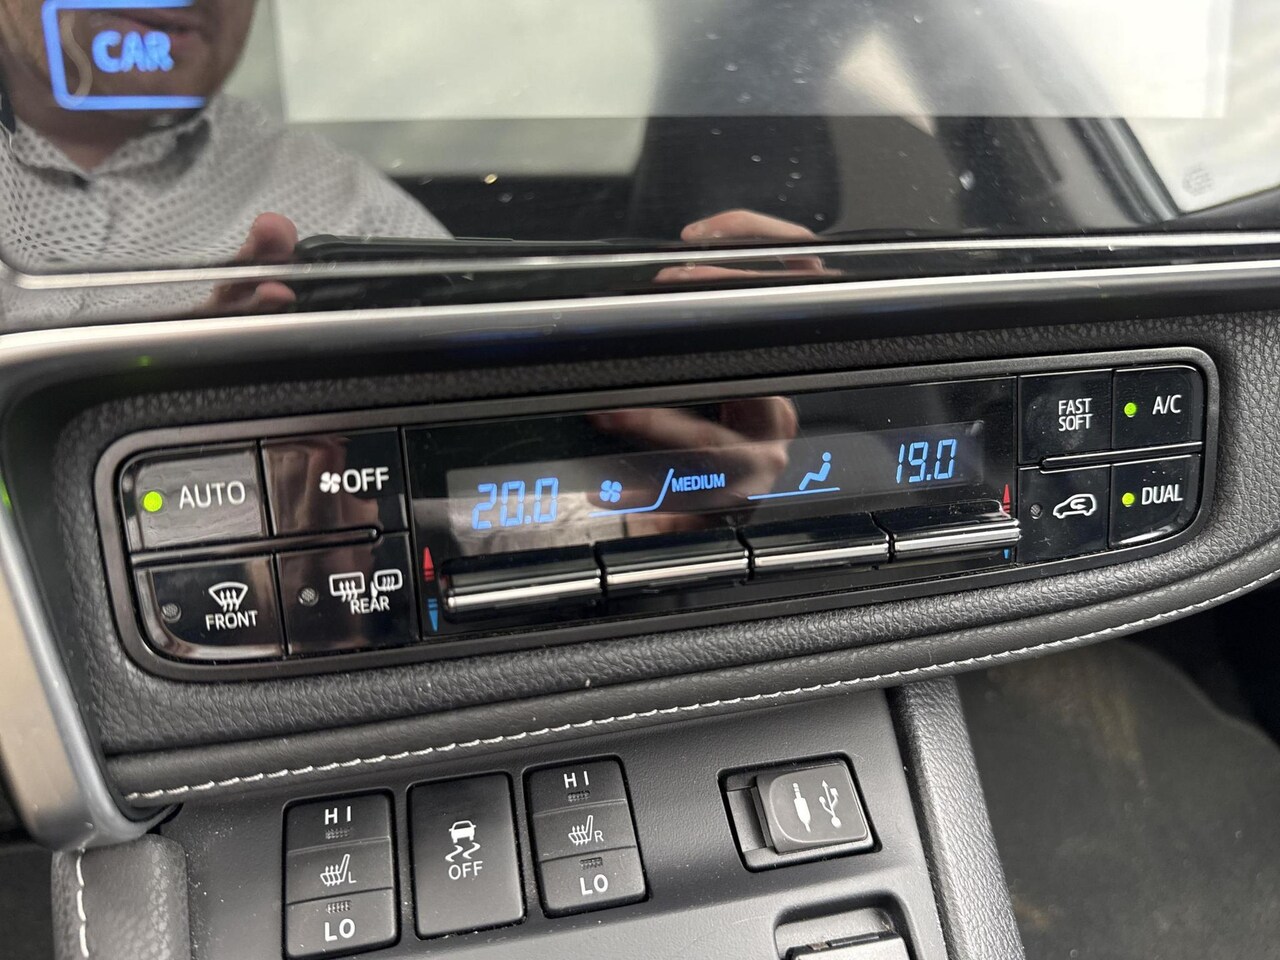 CAR
AUTO
OFF
20.0
MEDIUM
19.0
FAST
SOFT
A/C
FRONT
REAR
DUAL
HI
L
LO
OFF
HI
R
LO